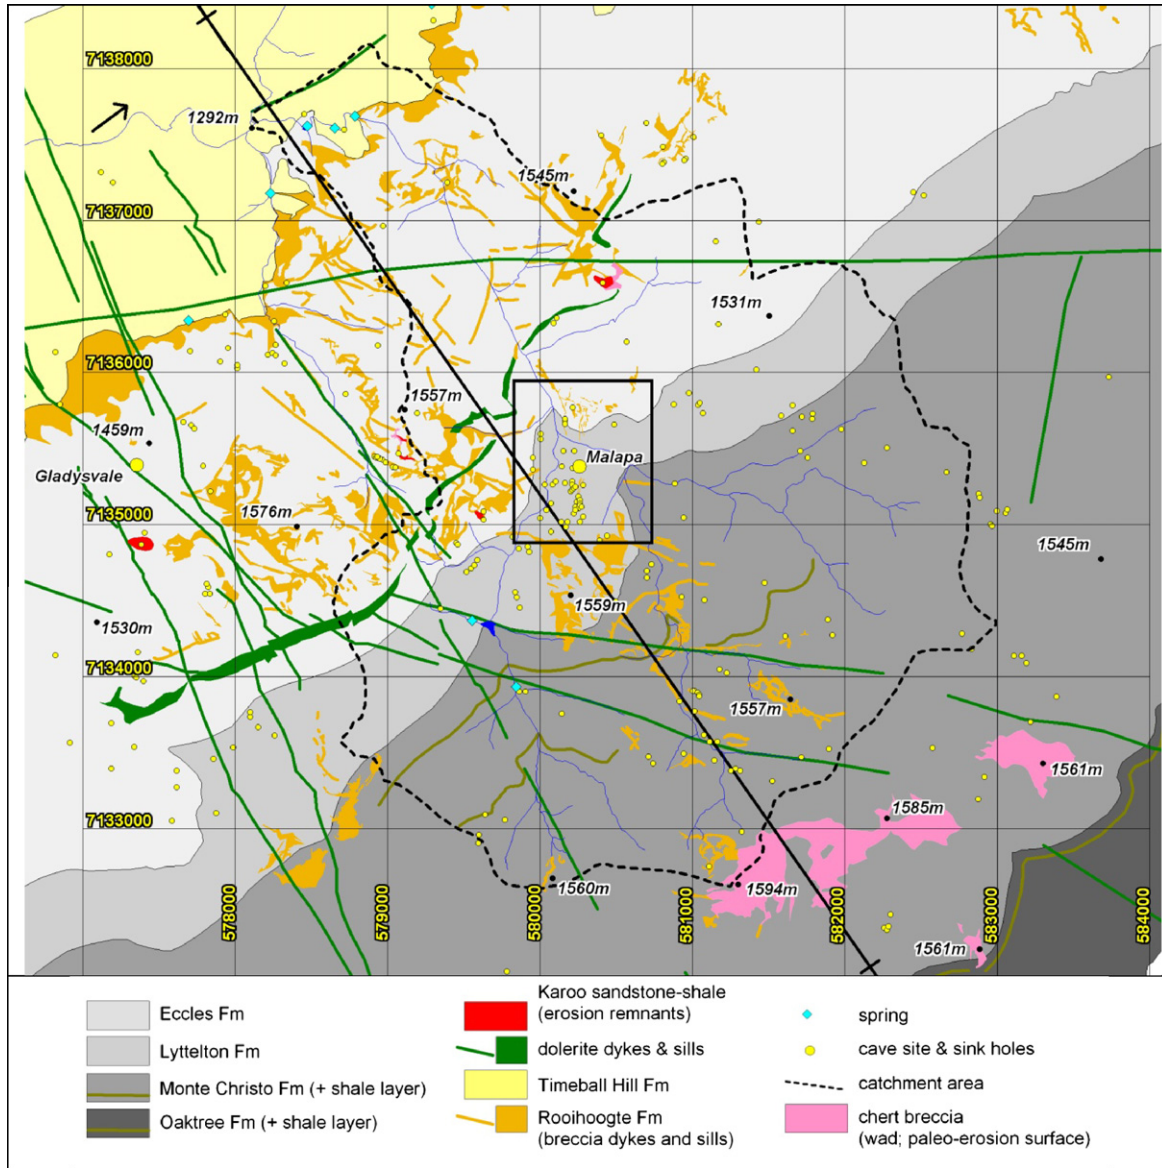 7138000
1292m
1545m
7137000
1531m
7136000
1557m
1459m
Gladysvale
Malapa
1576m
7135000
1545m
1559m
1530m
7134000
1557m
1561m
1585m
7133000
1560m
1594m
1561m
578000
579000
580000
581000
582000
583000
584000
Eccles Fm
Lyttelton Fm
Monte Christo Fm (+ shale layer)
Oaktree Fm (+ shale layer)
Karoo sandstone-shale
(erosion remnants)
dolerite dykes & sills
Timeball Hill Fm
Rooihoogte Fm
(breccia dykes and sills)
spring
cave site & sink holes
catchment area
chert breccia
(wad; paleo-erosion surface)